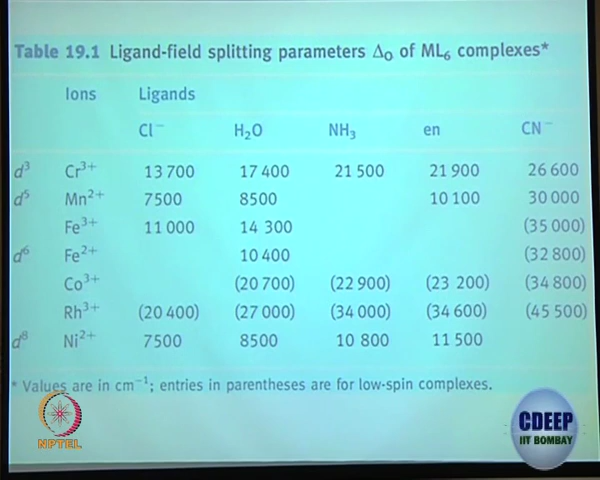 Table 19.1 Ligand-field splitting parameters Δ₀ of ML₆ complexes*
Ions Ligands
Cl⁻ H₂O NH₃ en CN⁻
d³ Cr³⁺ 13 700 17 400 21 500 21 900 26 600
d⁵ Mn²⁺ 7500 8500 10 100 30 000
Fe³⁺ 11 000 14 300 (35 000)
d⁶ Fe²⁺ 10 400 (32 800)
Co³⁺ (20 700) (22 900) (23 200) (34 800)
Rh³⁺ (20 400) (27 000) (34 000) (34 600) (45 500)
d⁸ Ni²⁺ 7500 8500 10 800 11 500
* Values are in cm⁻¹; entries in parentheses are for low-spin complexes.
NPTEL
CDEEP
IIT BOMBAY